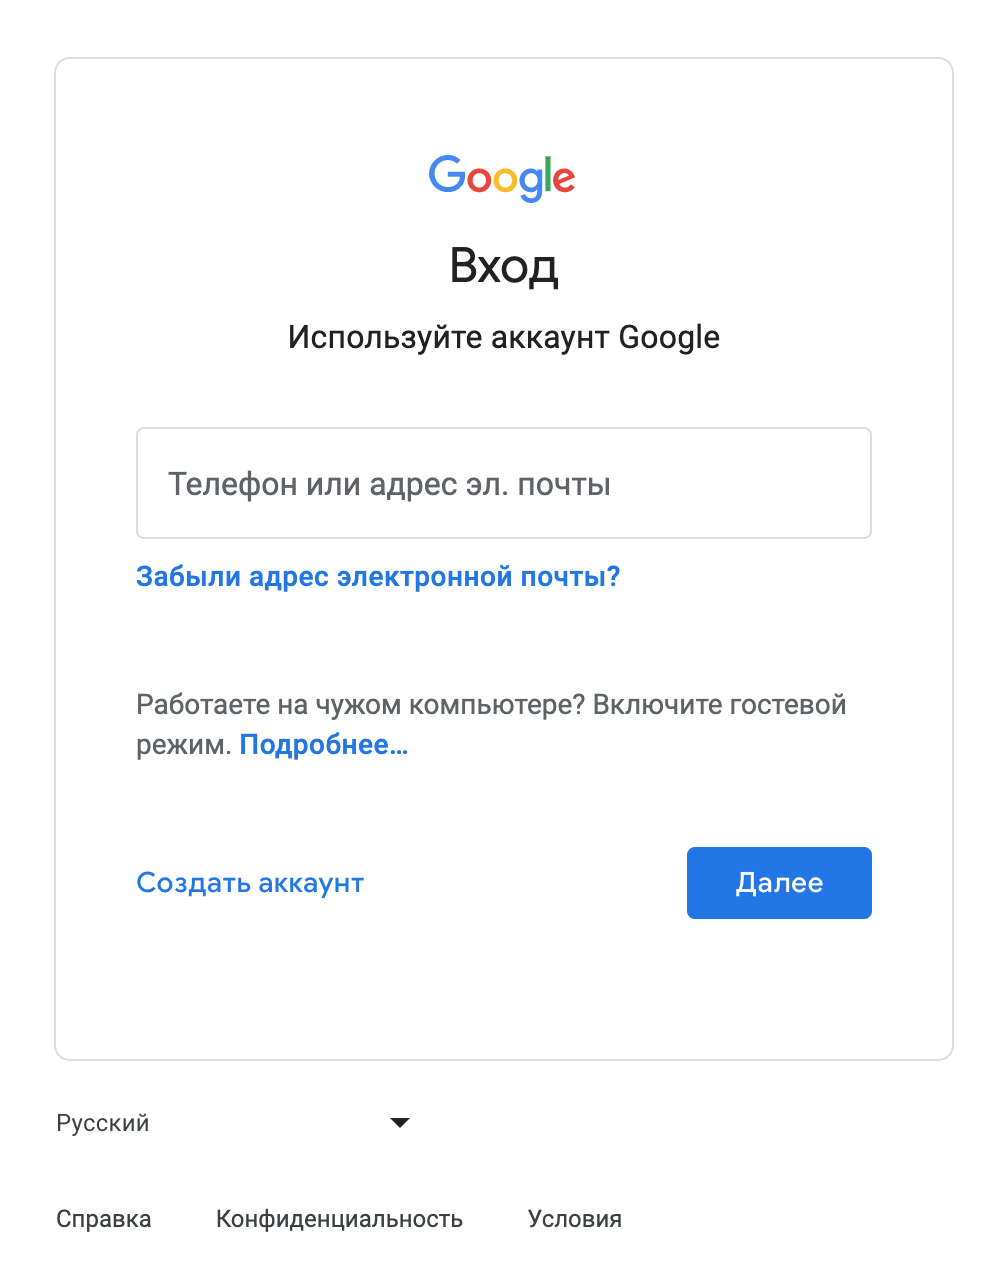 Google
Вход
Используйте аккаунт Google
Телефон или адрес эл. почты
Забыли адрес электронной почты?
Работаете на чужом компьютере? Включите гостевой
режим. Подробнее…
Создать аккаунт
Далее
Русский
Справка
Конфиденциальность
Условия